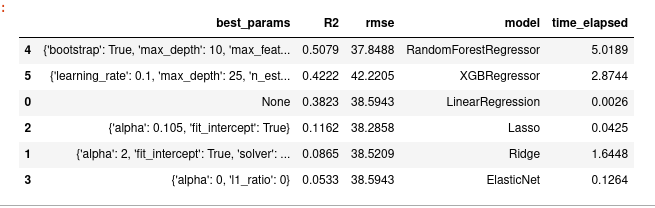 :
best_params R2 rmse model time_elapsed
4 {'bootstrap': True, 'max_depth': 10, 'max_feat... 0.5079 37.8488 RandomForestRegressor 5.0189
5 {'learning_rate': 0.1, 'max_depth': 25, 'n_est... 0.4222 42.2205 XGBRegressor 2.8744
0 None 0.3823 38.5943 LinearRegression 0.0026
2 {'alpha': 0.105, 'fit_intercept': True} 0.1162 38.2858 Lasso 0.0425
1 {'alpha': 2, 'fit_intercept': True, 'solver': ... 0.0865 38.5209 Ridge 1.6448
3 {'alpha': 0, 'l1_ratio': 0} 0.0533 38.5943 ElasticNet 0.1264